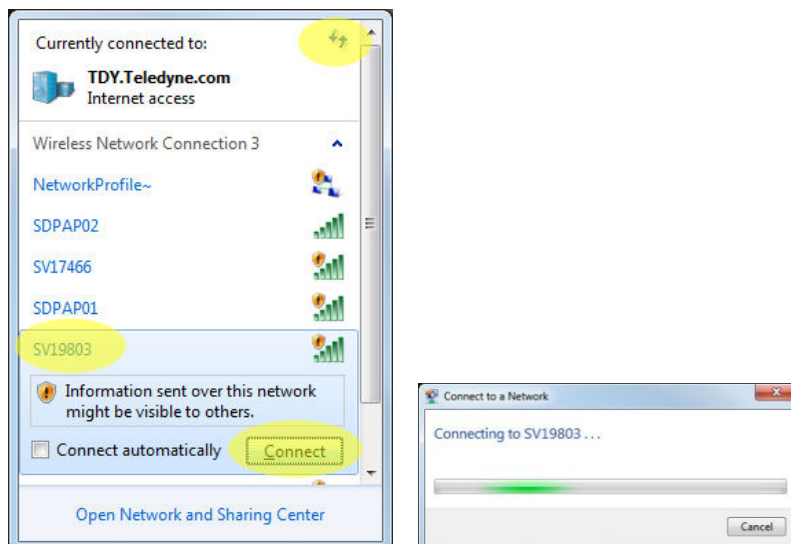 Currently connected to:
TDY.Teledyne.com
Internet access
Wireless Network Connection 3
NetworkProfile~
SDPAP02
SV17466
SDPAP01
SV19803
Information sent over this network
might be visible to others.
Connect automatically
Connect
Open Network and Sharing Center
Connect to a Network
Connecting to SV19803 . . .
Cancel